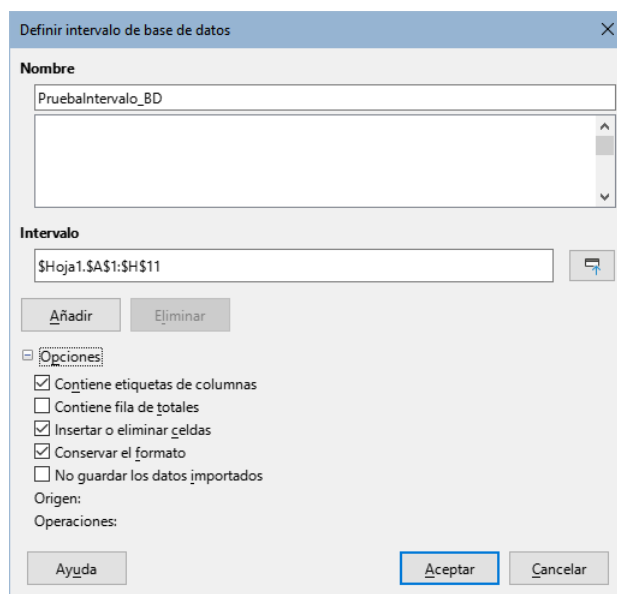 Definir intervalo de base de datos
Nombre
PruebaIntervalo_BD
Intervalo
$Hoja1.$A$1:$H$11
Añadir Eliminar
Opciones
Contiene etiquetas de columnas
Contiene fila de totales
Insertar o eliminar celdas
Conservar el formato
No guardar los datos importados
Origen:
Operaciones:
Ayuda Aceptar Cancelar